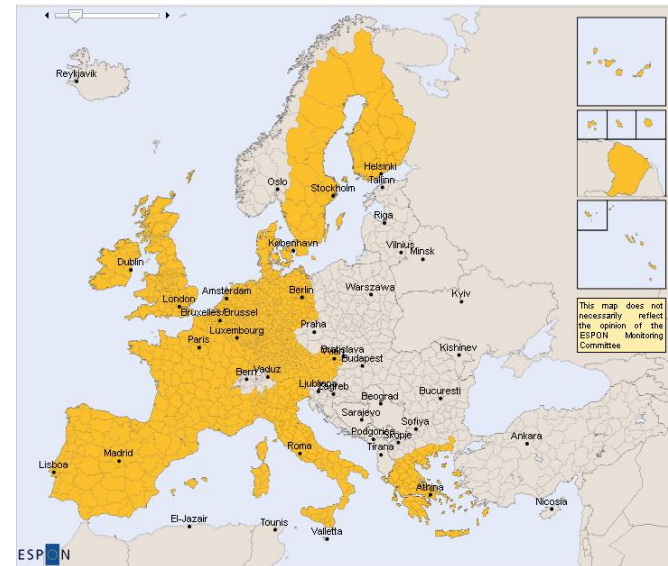 Reykjavik
Helsinki
Tallinn
Oslo
Stockholm
Riga
København
Vilnius
Minsk
Dublin
Amsterdam
Berlin
Warszawa
London
Bruxelles/Brussel
Kyiv
Luxembourg
Praha
Paris
Bratislava
Kishinev
Budapest
Bern
Vaduz
Ljubljana
Zagreb
Beograd
Bucuresti
Sarajevo
Sofiya
Podgorica
Skopje
Ankara
Roma
Tirana
Madrid
Lisboa
Athina
Nicosia
El-Jazair
Tounis
Valletta
This map does not
necessarily reflect
the opinion of the
ESPON Monitoring
Committee
ESPON